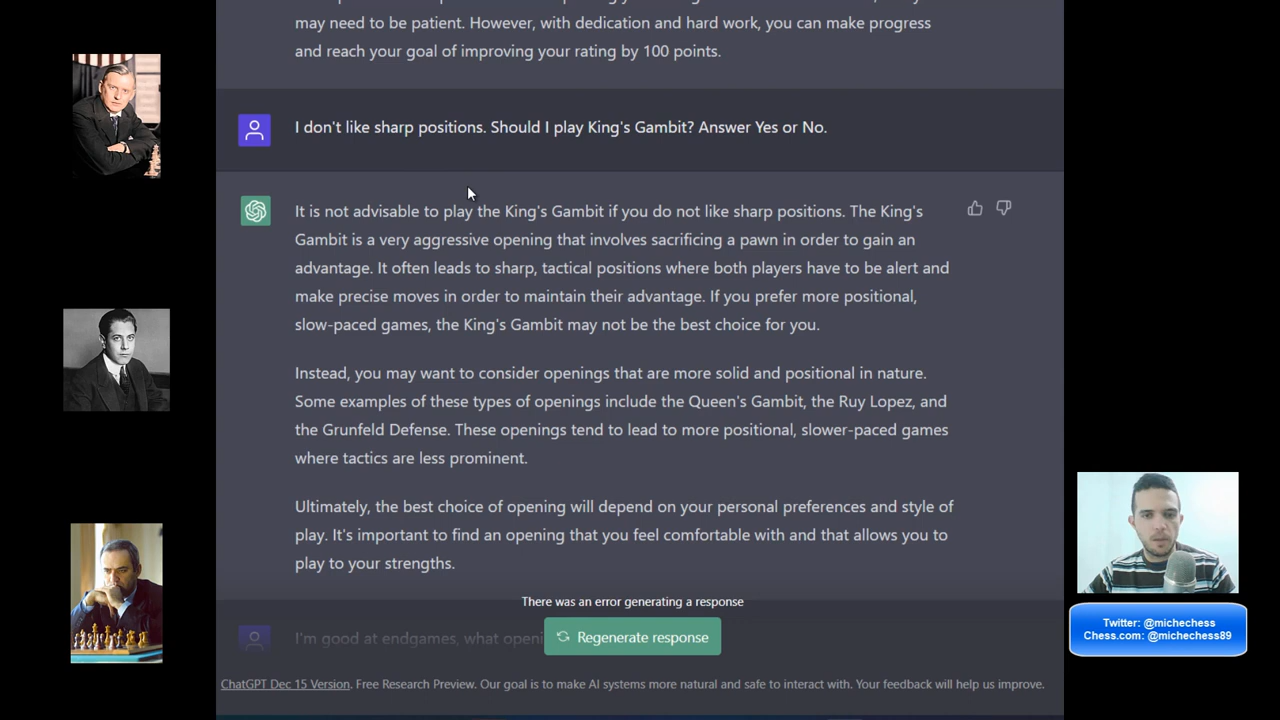 may need to be patient. However, with dedication and hard work, you can make progress
and reach your goal of improving your rating by 100 points.
I don't like sharp positions. Should I play King's Gambit? Answer Yes or No.
It is not advisable to play the King's Gambit if you do not like sharp positions. The King's
Gambit is a very aggressive opening that involves sacrificing a pawn in order to gain an
advantage. It often leads to sharp, tactical positions where both players have to be alert and
make precise moves in order to maintain their advantage. If you prefer more positional,
slow-paced games, the King's Gambit may not be the best choice for you.
Instead, you may want to consider openings that are more solid and positional in nature.
Some examples of these types of openings include the Queen's Gambit, the Ruy Lopez, and
the Grunfeld Defense. These openings tend to lead to more positional, slower-paced games
where tactics are less prominent.
Ultimately, the best choice of opening will depend on your personal preferences and style of
play. It's important to find an opening that you feel comfortable with and that allows you to
play to your strengths.
There was an error generating a response
I'm good at endgames, what openi
Regenerate response
ChatGPT Dec 15 Version. Free Research Preview. Our goal is to make AI systems more natural and safe to interact with. Your feedback will help us improve.
Twitter: @michechess
Chess.com: @michechess89